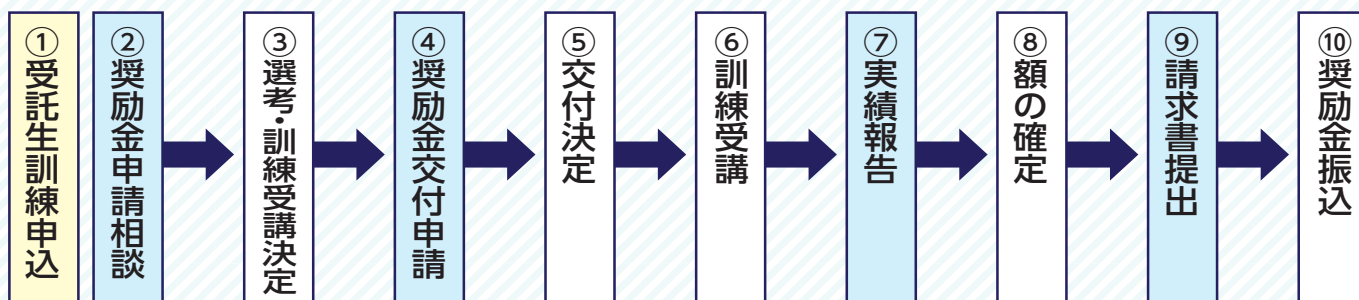 ①受託生訓練申込
②奨励金申請相談
③選考・訓練受講決定
④奨励金交付申請
⑤交付決定
⑥訓練受講
⑦実績報告
⑧額の確定
⑨請求書提出
⑩奨励金振込